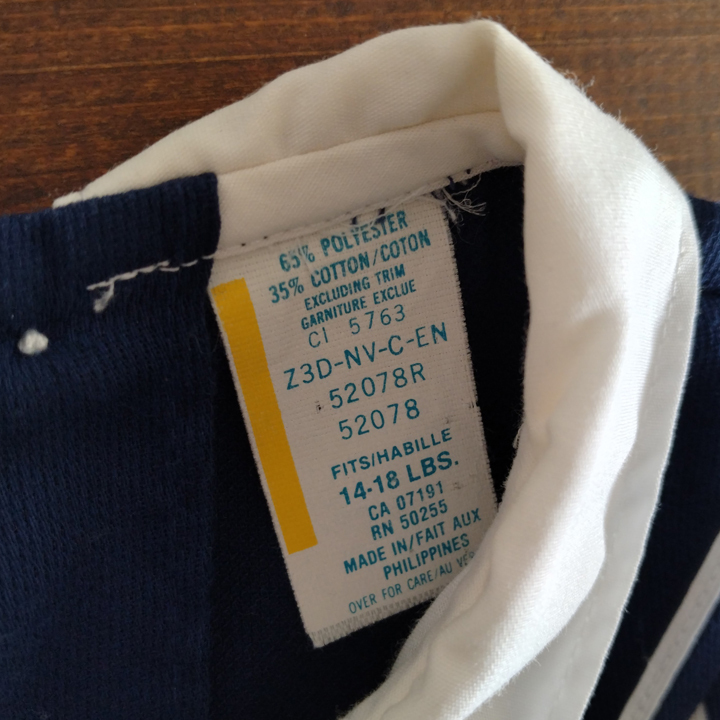 65% POLYESTER
35% COTTON/COTON
EXCLUDING TRIM
GARNITURE EXCLUE
CI 5763
Z3D-NV-C-EN
52078R
52078
FITS/HABILLE
14-18 LBS.
CA 07191
RN 50255
MADE IN/FAIT AUX
PHILIPPINES
OVER FOR CARE/AU